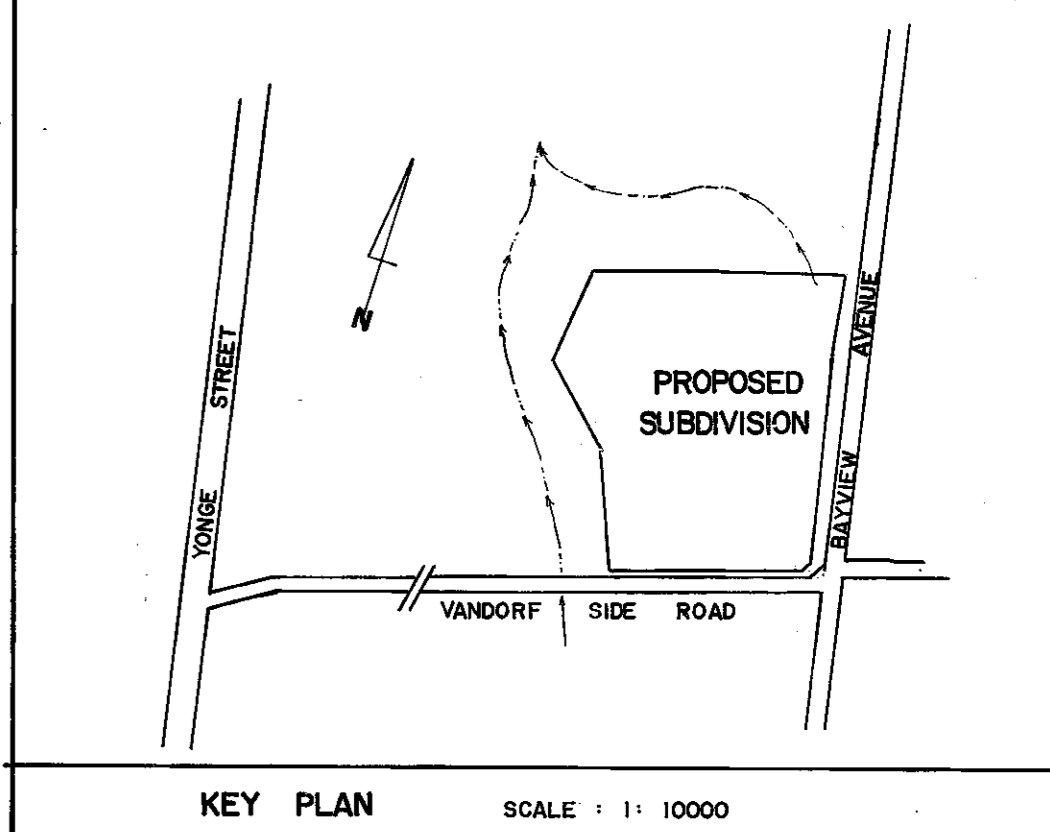 N
YONGE STREET
PROPOSED
SUBDIVISION
BAYVIEW AVENUE
VANDORF SIDE ROAD
KEY PLAN SCALE : 1: 10000